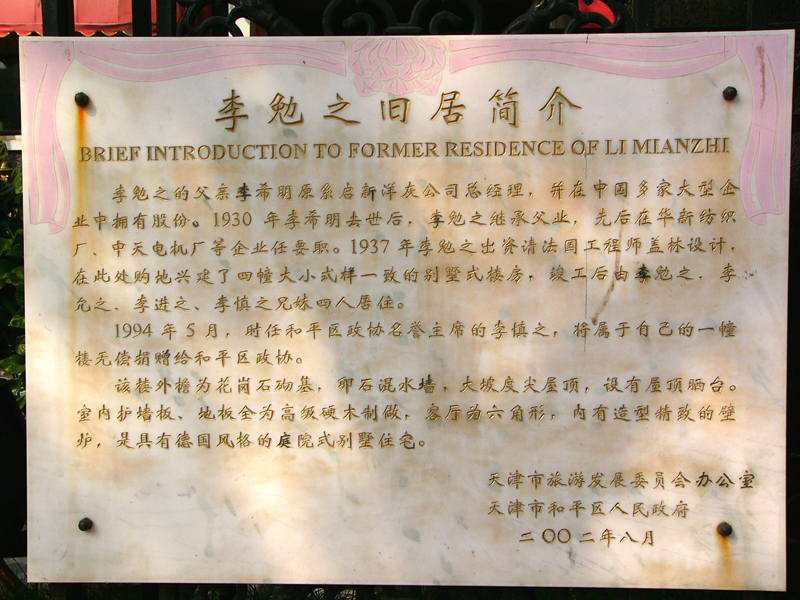 李勉之旧居简介
BRIEF INTRODUCTION TO FORMER RESIDENCE OF LI MIANZHI
李勉之的父亲李希明原系启新洋灰公司总经理，并在中国多家大型企
业中拥有股份。1930 年李希明去世后，李勉之继承父业，先后在华新纺织
厂、中天电机厂等企业任要职。1937 年李勉之出资请法国工程师盖林设计，
在此处购地兴建了四幢大小式样一致的别墅式楼房，竣工后由李勉之、李
允之、李进之、李慎之兄妹四人居住。
1994 年 5 月，时任和平区政协名誉主席的李慎之，将属于自己的一幢
楼无偿捐赠给和平区政协。
该楼外檐为花岗石砌基，卵石混水墙，大坡度尖屋顶，设有屋顶晒台。
室内护墙板、地板全为高级硬木制做，客厅为六角形，内有造型精致的壁
炉，是具有德国风格的庭院式别墅住宅。
天津市旅游发展委员会办公室
天津市和平区人民政府
二〇〇二年八月